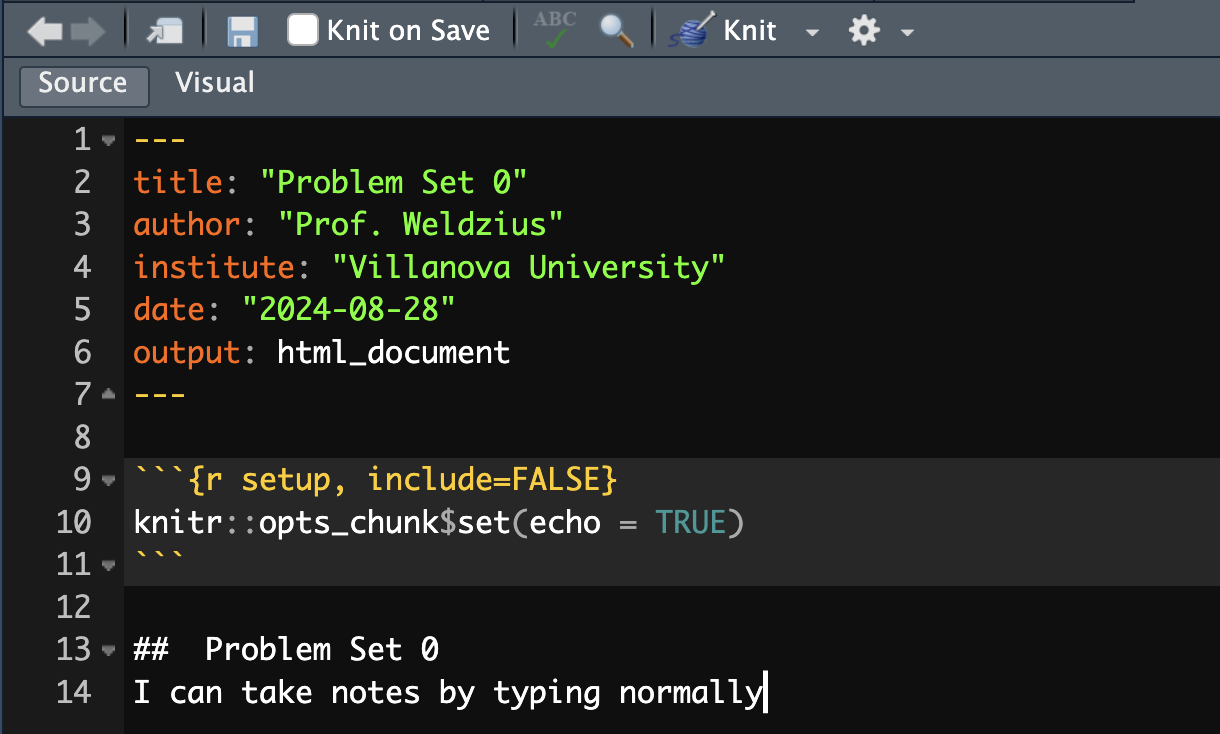 Knit on Save ABC Knit
Source Visual
1 ---
2 title: "Problem Set 0"
3 author: "Prof. Weldzius"
4 institute: "Villanova University"
5 date: "2024-08-28"
6 output: html_document
7 ---
8
9 ```{r setup, include=FALSE}
10 knitr::opts_chunk$set(echo = TRUE)
11 ```
12
13 ##  Problem Set 0
14 I can take notes by typing normally